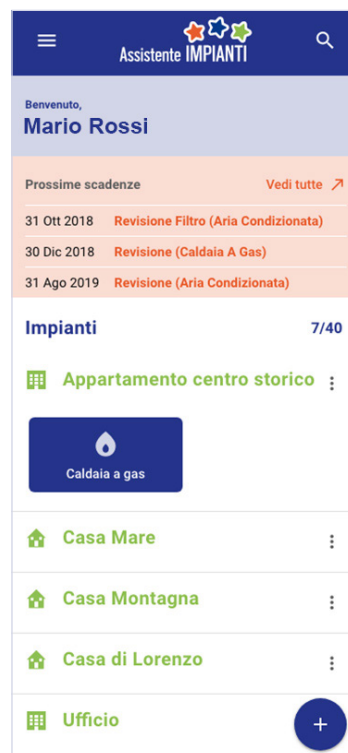 Assistente IMPIANTI
Benvenuto,
Mario Rossi
Prossime scadenze Vedi tutte
31 Ott 2018 Revisione Filtro (Aria Condizionata)
30 Dic 2018 Revisione (Caldaia A Gas)
31 Ago 2019 Revisione (Aria Condizionata)
Impianti 7/40
Appartamento centro storico
Caldaia a gas
Casa Mare
Casa Montagna
Casa di Lorenzo
Ufficio